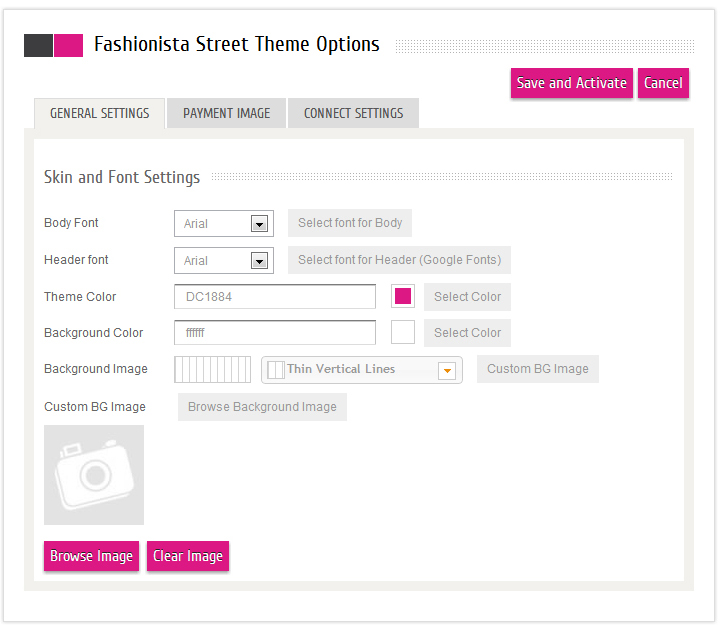 Fashionista Street Theme Options
Save and Activate Cancel
GENERAL SETTINGS PAYMENT IMAGE CONNECT SETTINGS
Skin and Font Settings
Body Font Arial Select font for Body
Header font Arial Select font for Header (Google Fonts)
Theme Color DC1884 Select Color
Background Color ffffff Select Color
Background Image Thin Vertical Lines Custom BG Image
Custom BG Image Browse Background Image
Browse Image Clear Image